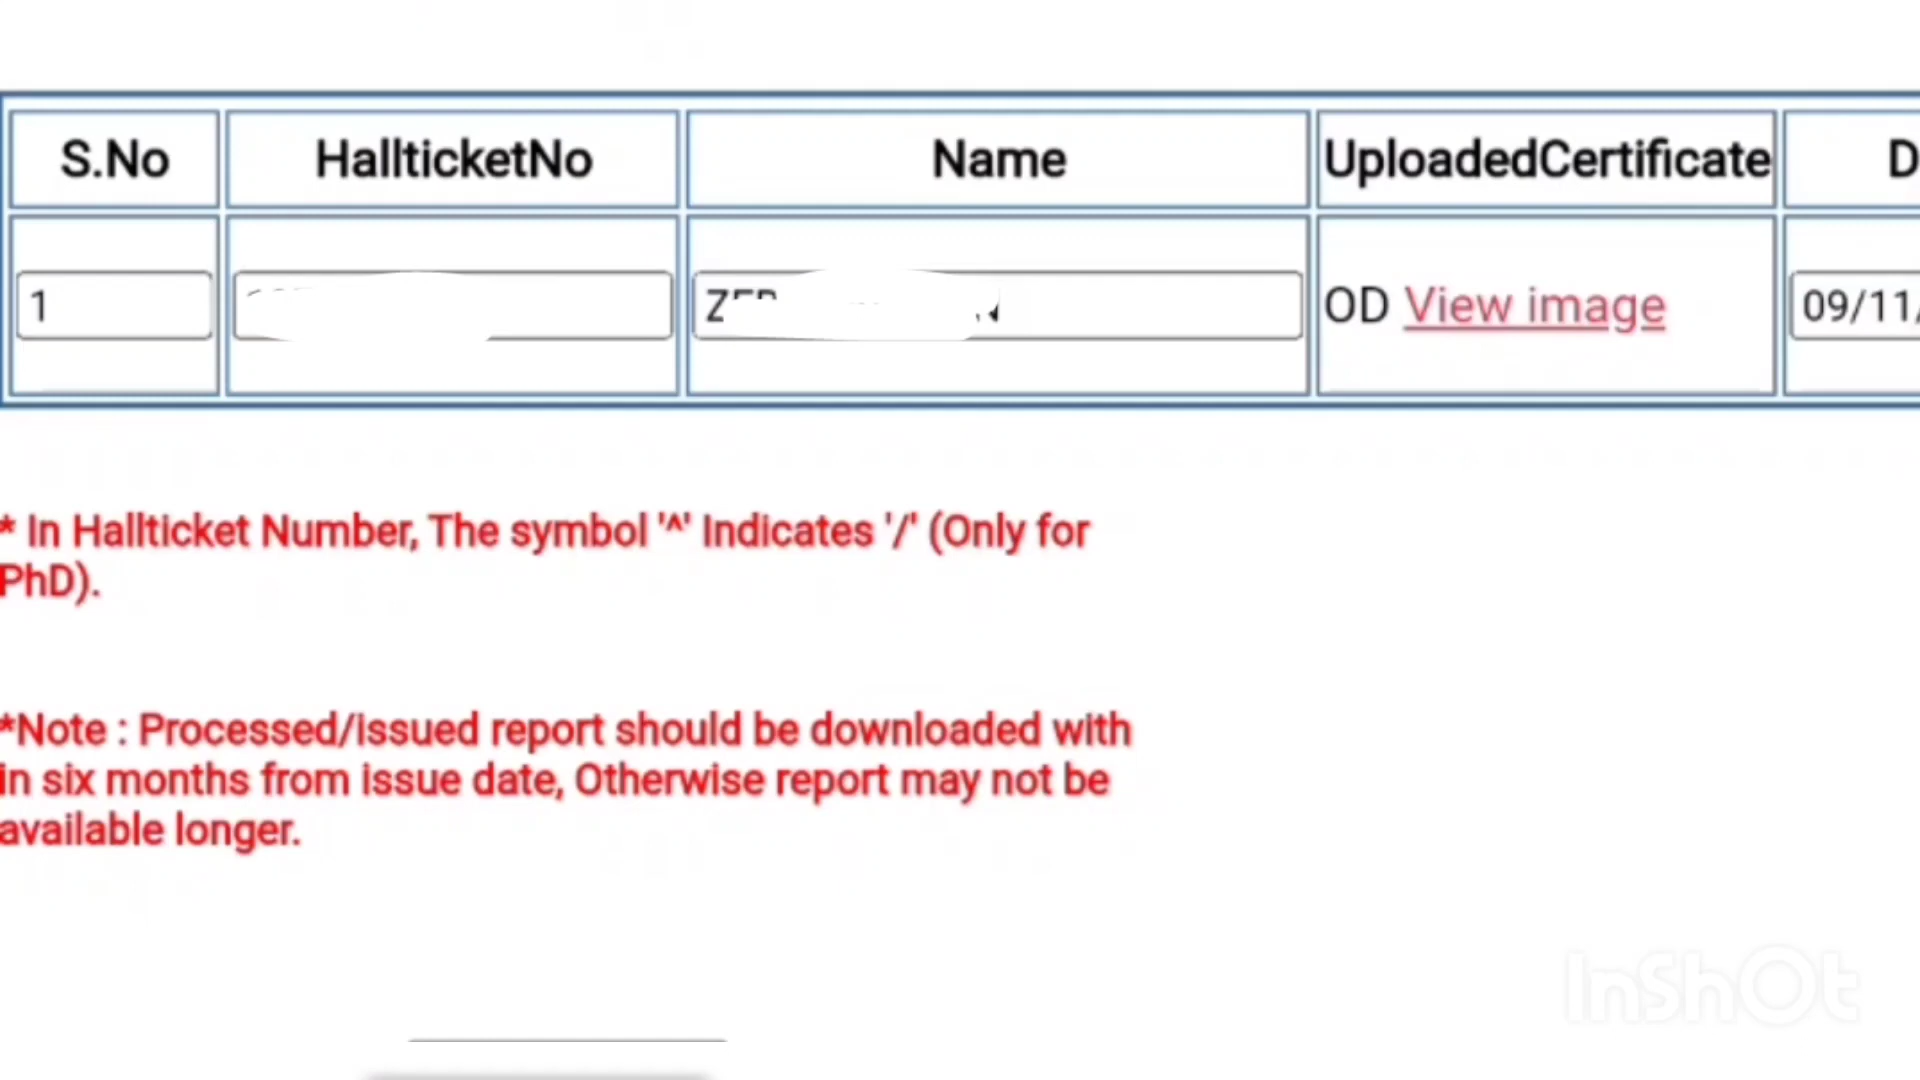 S.No HallticketNo Name UploadedCertificate
1 OD View image 09/11/
* In Hallticket Number, The symbol '^' Indicates '/' (Only for
PhD).
*Note : Processed/issued report should be downloaded with
in six months from issue date, Otherwise report may not be
available longer.
InShOt